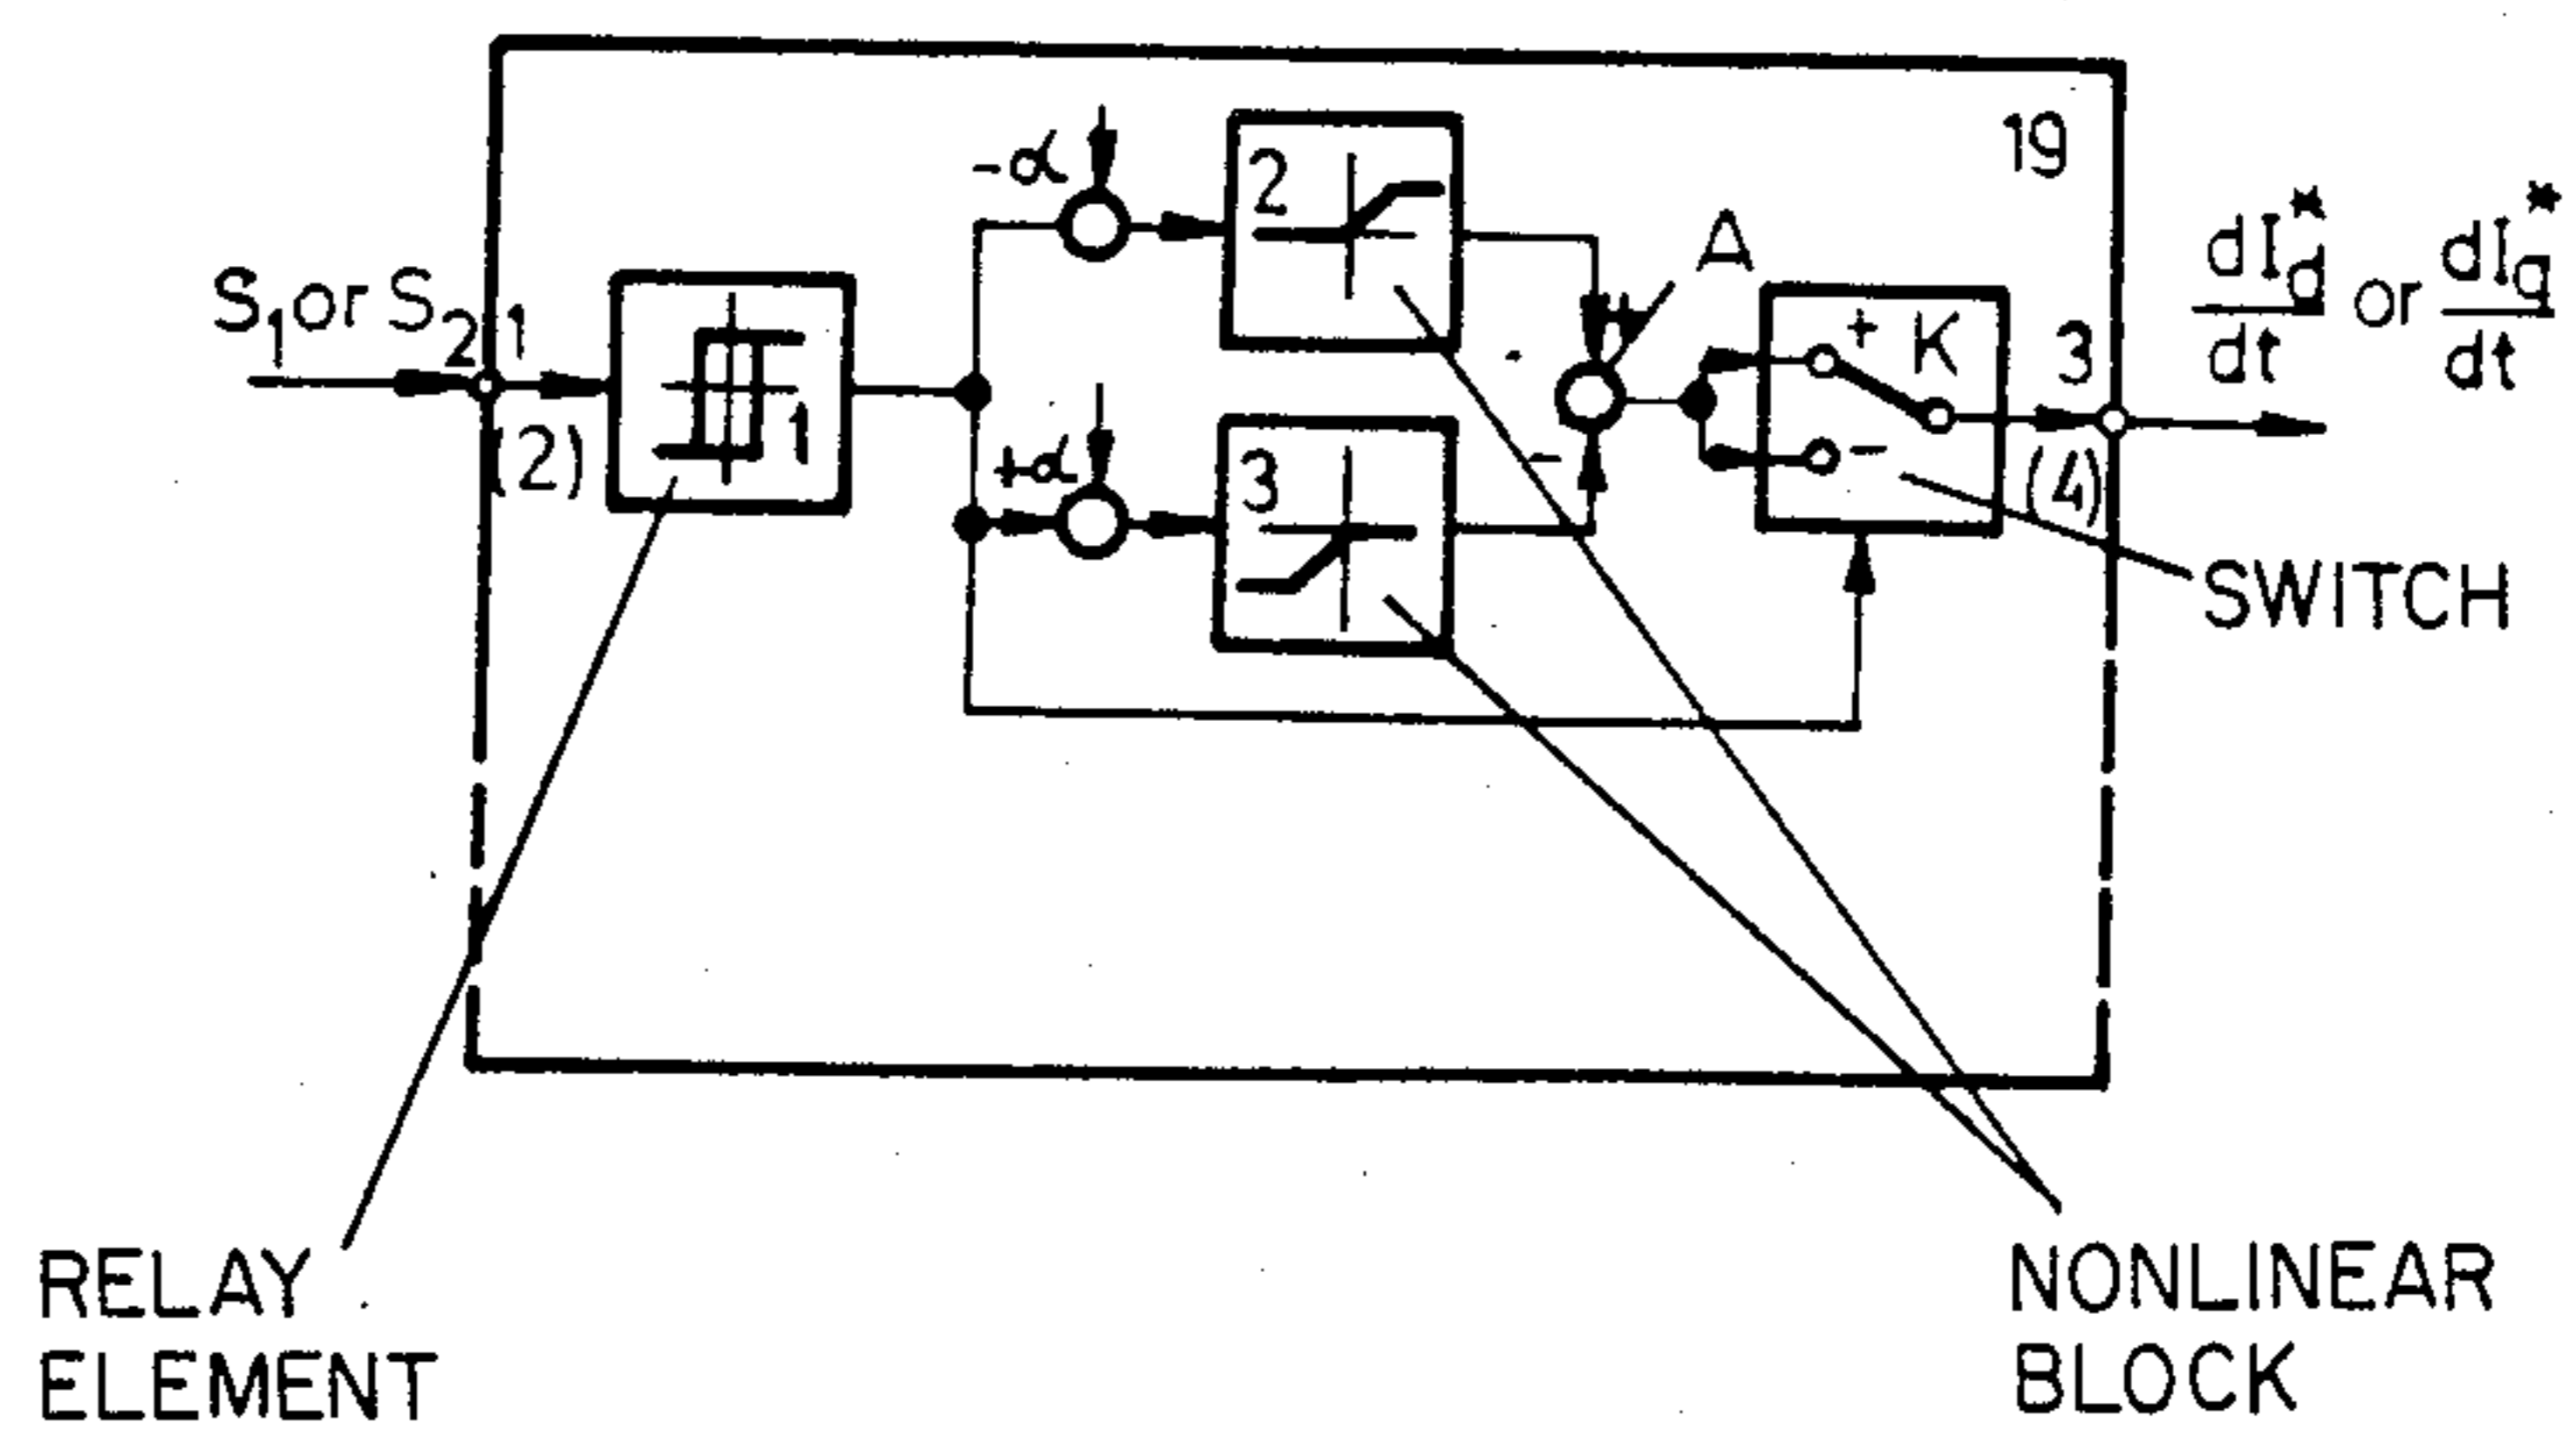 19
-α
2
A
S₁ or S₂
1
(2)
1
+α
3
+
-
+ K
-
3
(4)
dI*d/dt or dI*q/dt
SWITCH
RELAY
ELEMENT
NONLINEAR
BLOCK